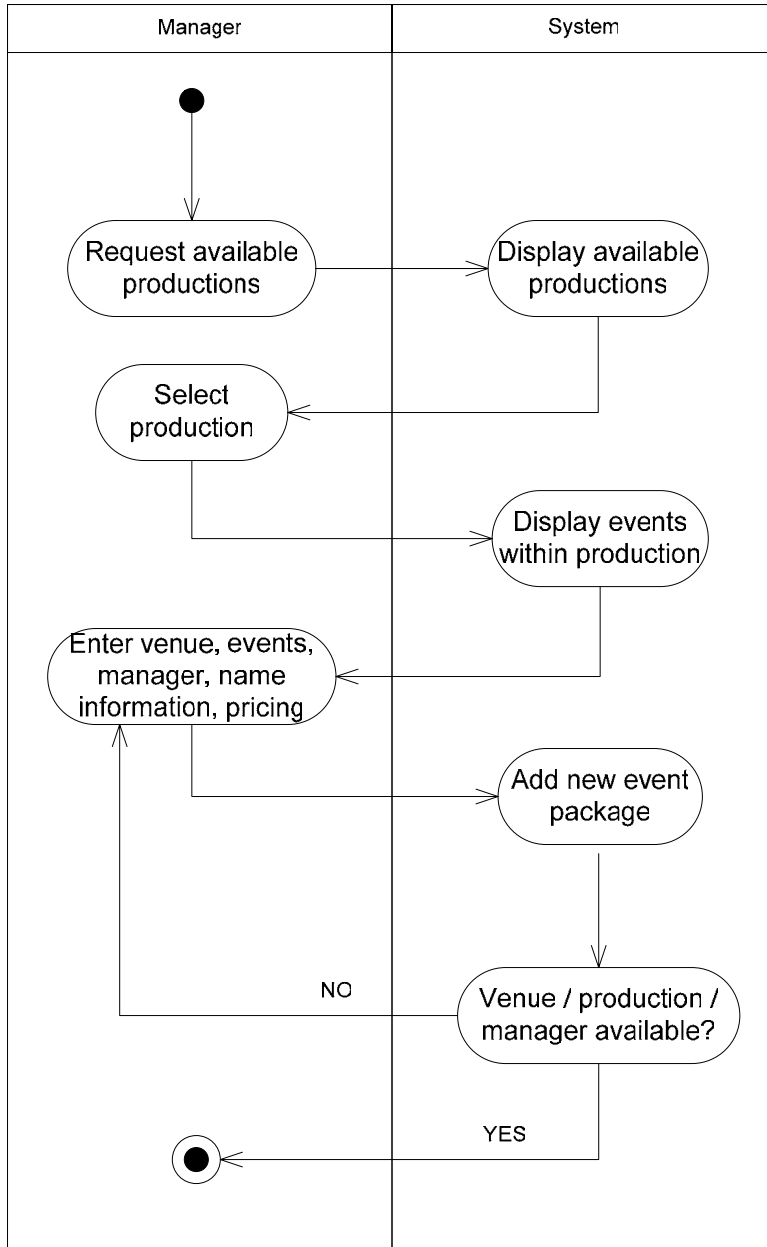 Manager
System
Request available
productions
Display available
productions
Select
production
Display events
within production
Enter venue, events,
manager, name
information, pricing
Add new event
package
NO
Venue / production /
manager available?
YES